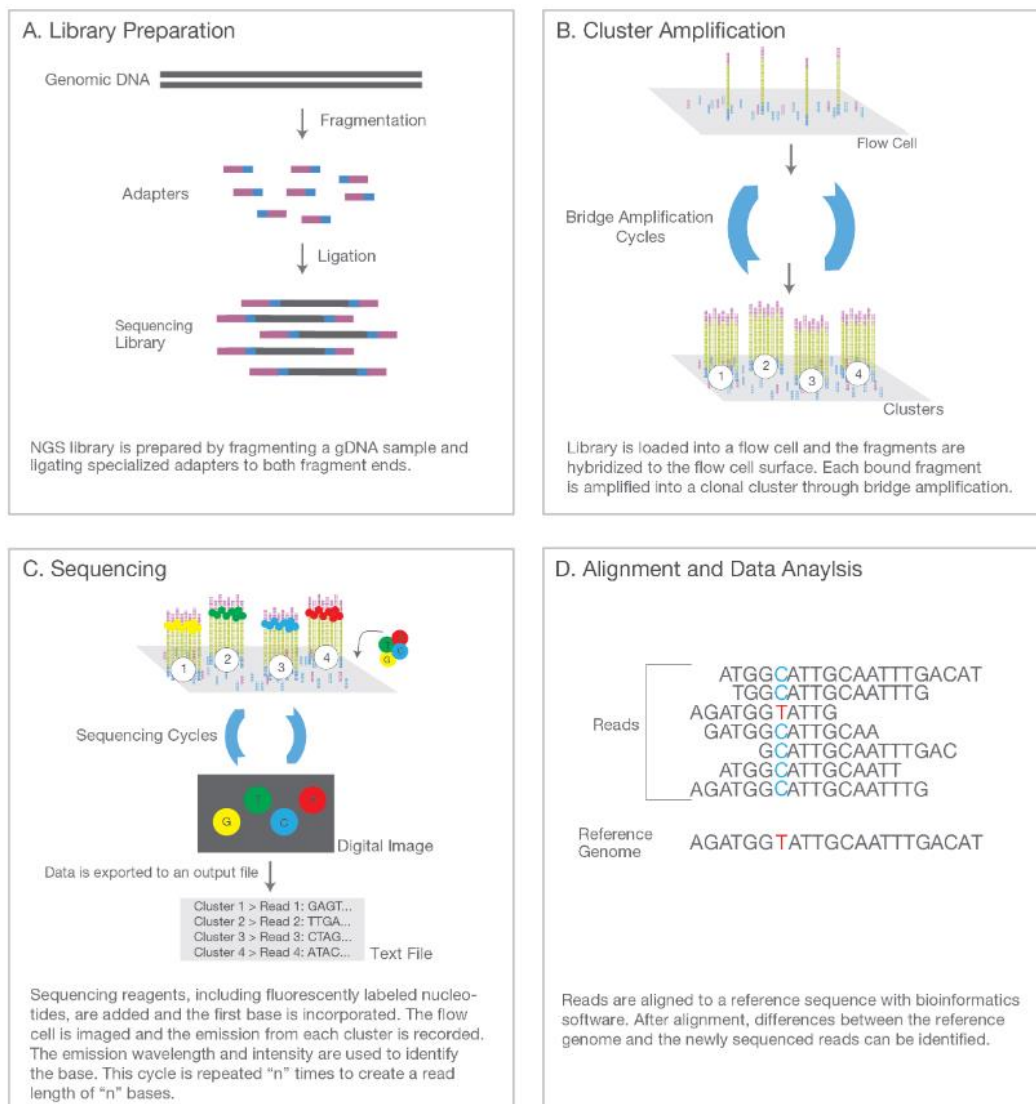 A. Library Preparation
Genomic DNA
Fragmentation
Adapters
Ligation
Sequencing
Library
NGS library is prepared by fragmenting a gDNA sample and
ligating specialized adapters to both fragment ends.
B. Cluster Amplification
Flow Cell
Bridge Amplification
Cycles
1
2
3
4
Clusters
Library is loaded into a flow cell and the fragments are
hybridized to the flow cell surface. Each bound fragment
is amplified into a clonal cluster through bridge amplification.
C. Sequencing
1
2
3
4
T
C
G
Sequencing Cycles
T
G
C
Digital Image
Data is exported to an output file
Cluster 1 > Read 1: GAGT...
Cluster 2 > Read 2: TTGA...
Cluster 3 > Read 3: CTAG...
Cluster 4 > Read 4: ATAC...
Text File
Sequencing reagents, including fluorescently labeled nucleo-
tides, are added and the first base is incorporated. The flow
cell is imaged and the emission from each cluster is recorded.
The emission wavelength and intensity are used to identify
the base. This cycle is repeated “n” times to create a read
length of “n” bases.
D. Alignment and Data Anaylsis
ATGGCATTGCAATTTGACAT
TGGCATTGCAATTTG
AGATGGTATTG
Reads
GATGGCATTGCAA
GCATTGCAATTTGAC
ATGGCATTGCAATT
AGATGGCATTGCAATTTG
Reference
Genome
AGATGGTATTGCAATTTGACAT
Reads are aligned to a reference sequence with bioinformatics
software. After alignment, differences between the reference
genome and the newly sequenced reads can be identified.